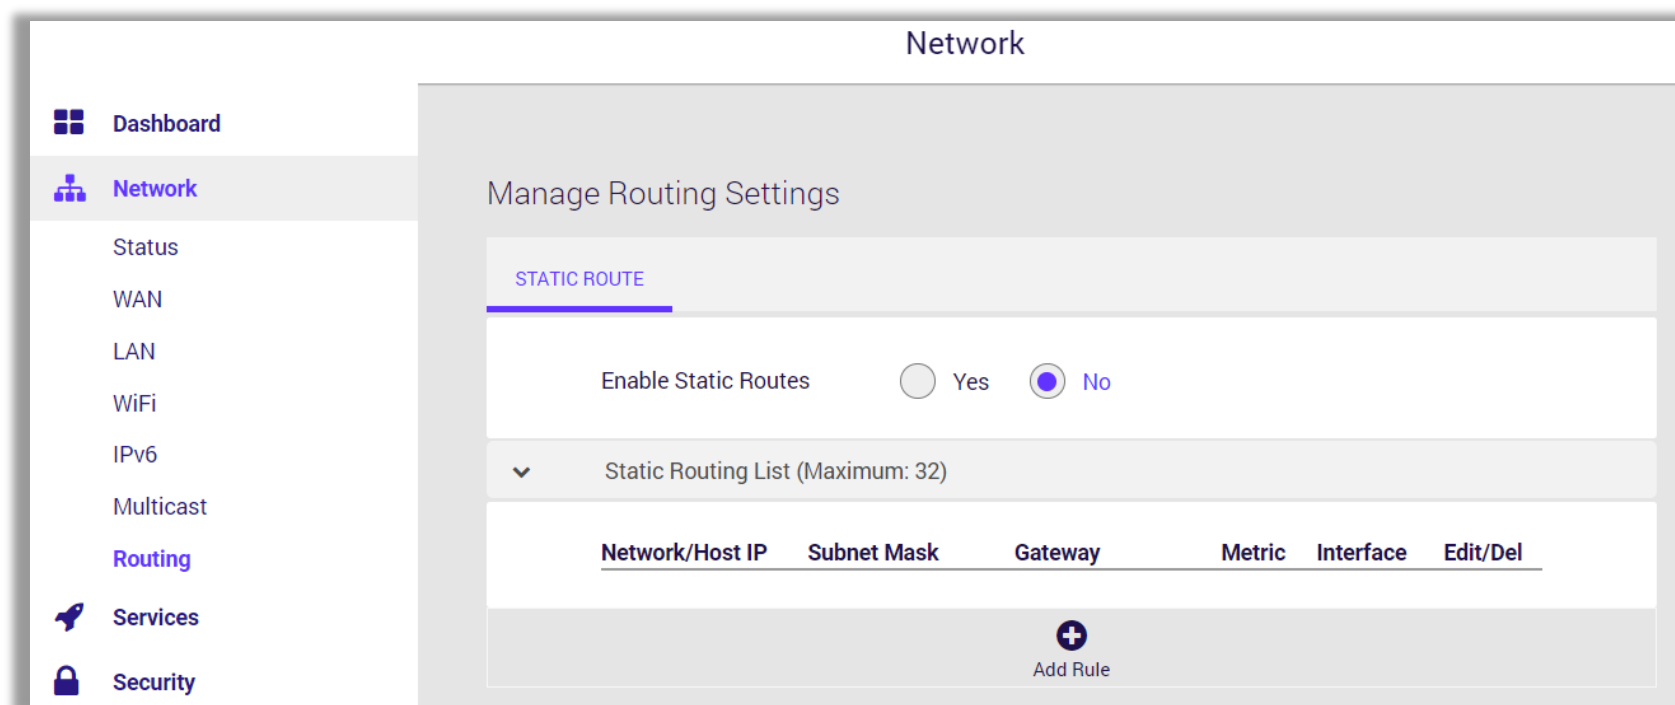 Network
Dashboard
Network
Status
WAN
LAN
WiFi
IPv6
Multicast
Routing
Services
Security
Manage Routing Settings
STATIC ROUTE
Enable Static Routes Yes No
Static Routing List (Maximum: 32)
Network/Host IP Subnet Mask Gateway Metric Interface Edit/Del
Add Rule